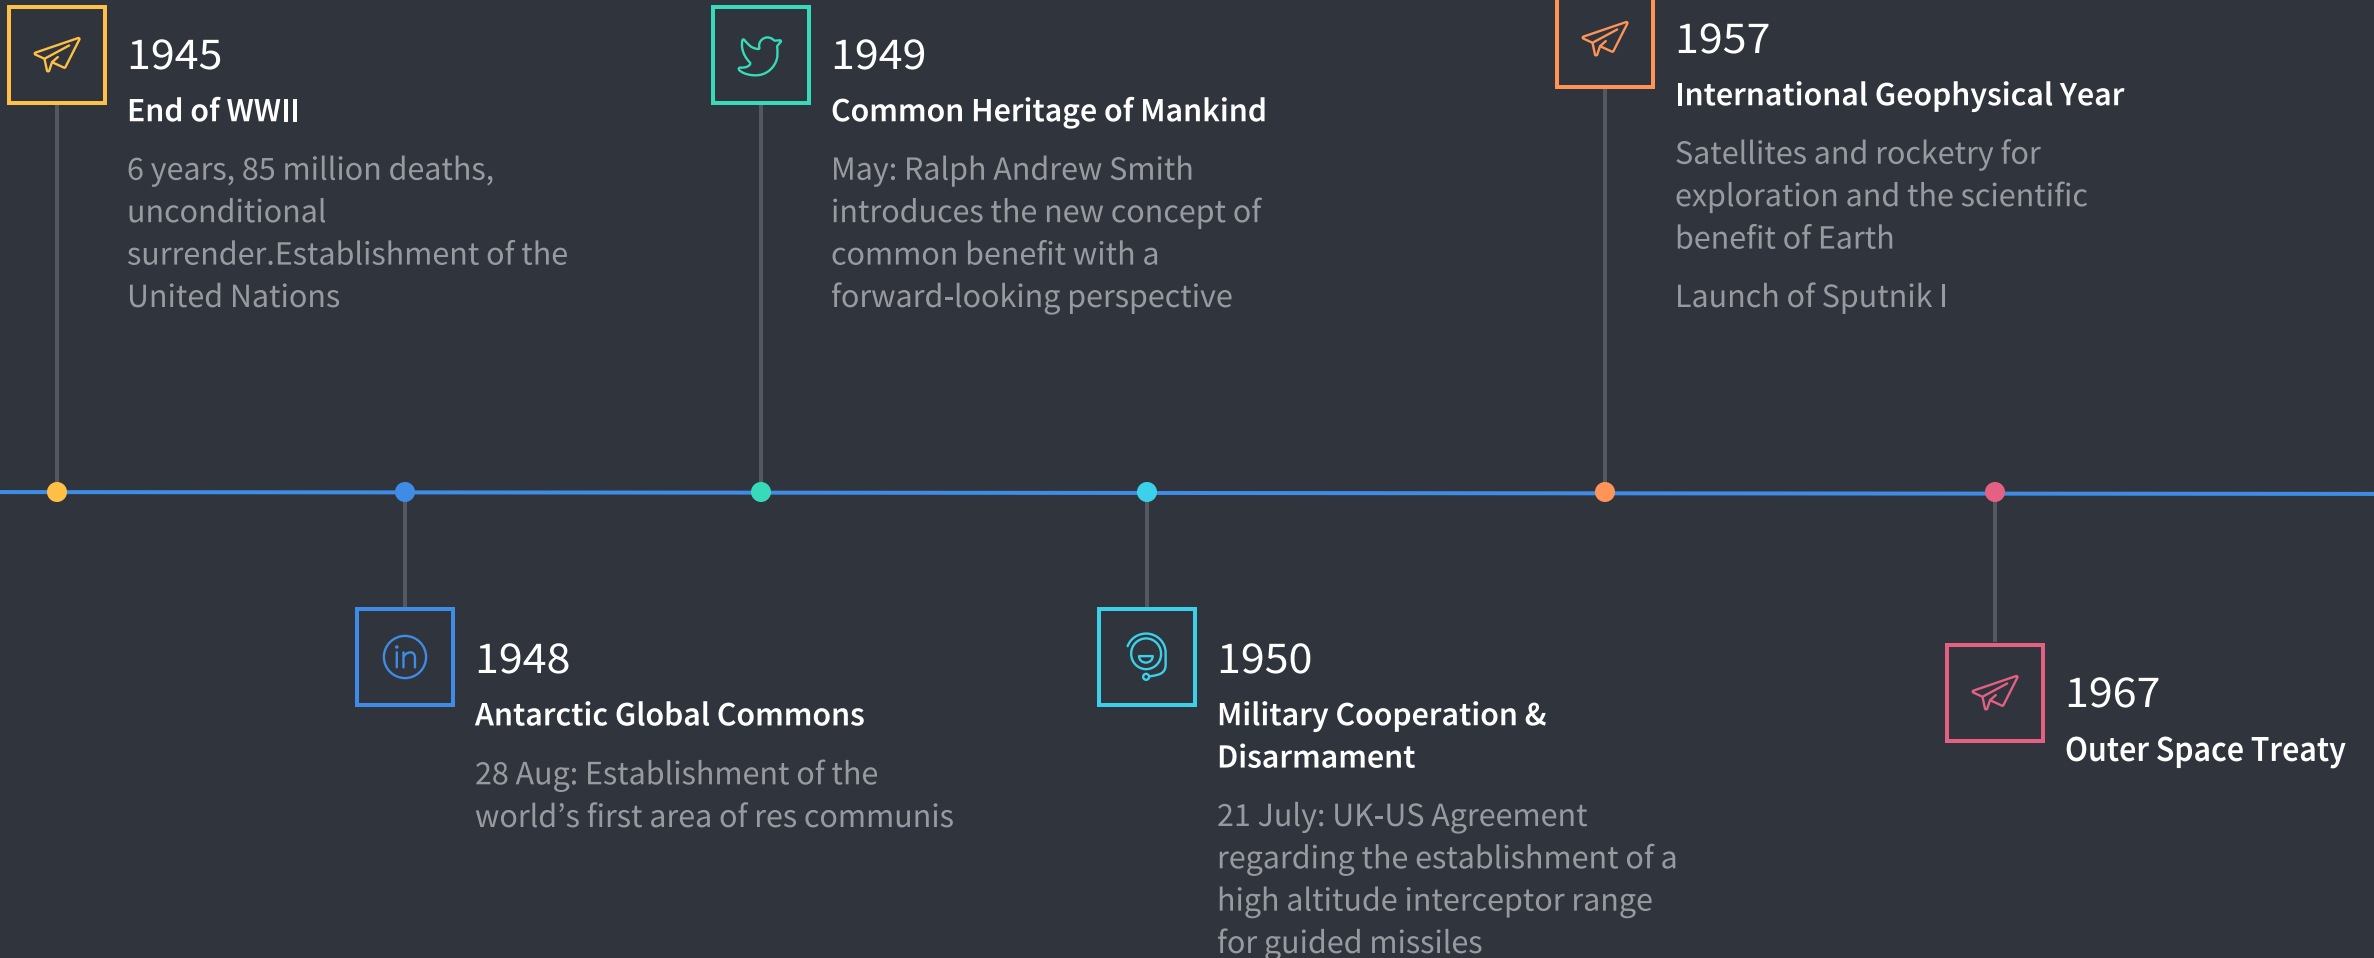 1945
End of WWII
6 years, 85 million deaths,
unconditional
surrender.Establishment of the
United Nations
in
1948
Antarctic Global Commons
28 Aug: Establishment of the
world's first area of res communis
1949
Common Heritage of Mankind
May: Ralph Andrew Smith
introduces the new concept of
common benefit with a
forward-looking perspective
1950
Military Cooperation &
Disarmament
21 July: UK-US Agreement
regarding the establishment of a
high altitude interceptor range
for guided missiles
1957
International Geophysical Year
Satellites and rocketry for
exploration and the scientific
benefit of Earth
Launch of Sputnik I
1967
Outer Space Treaty